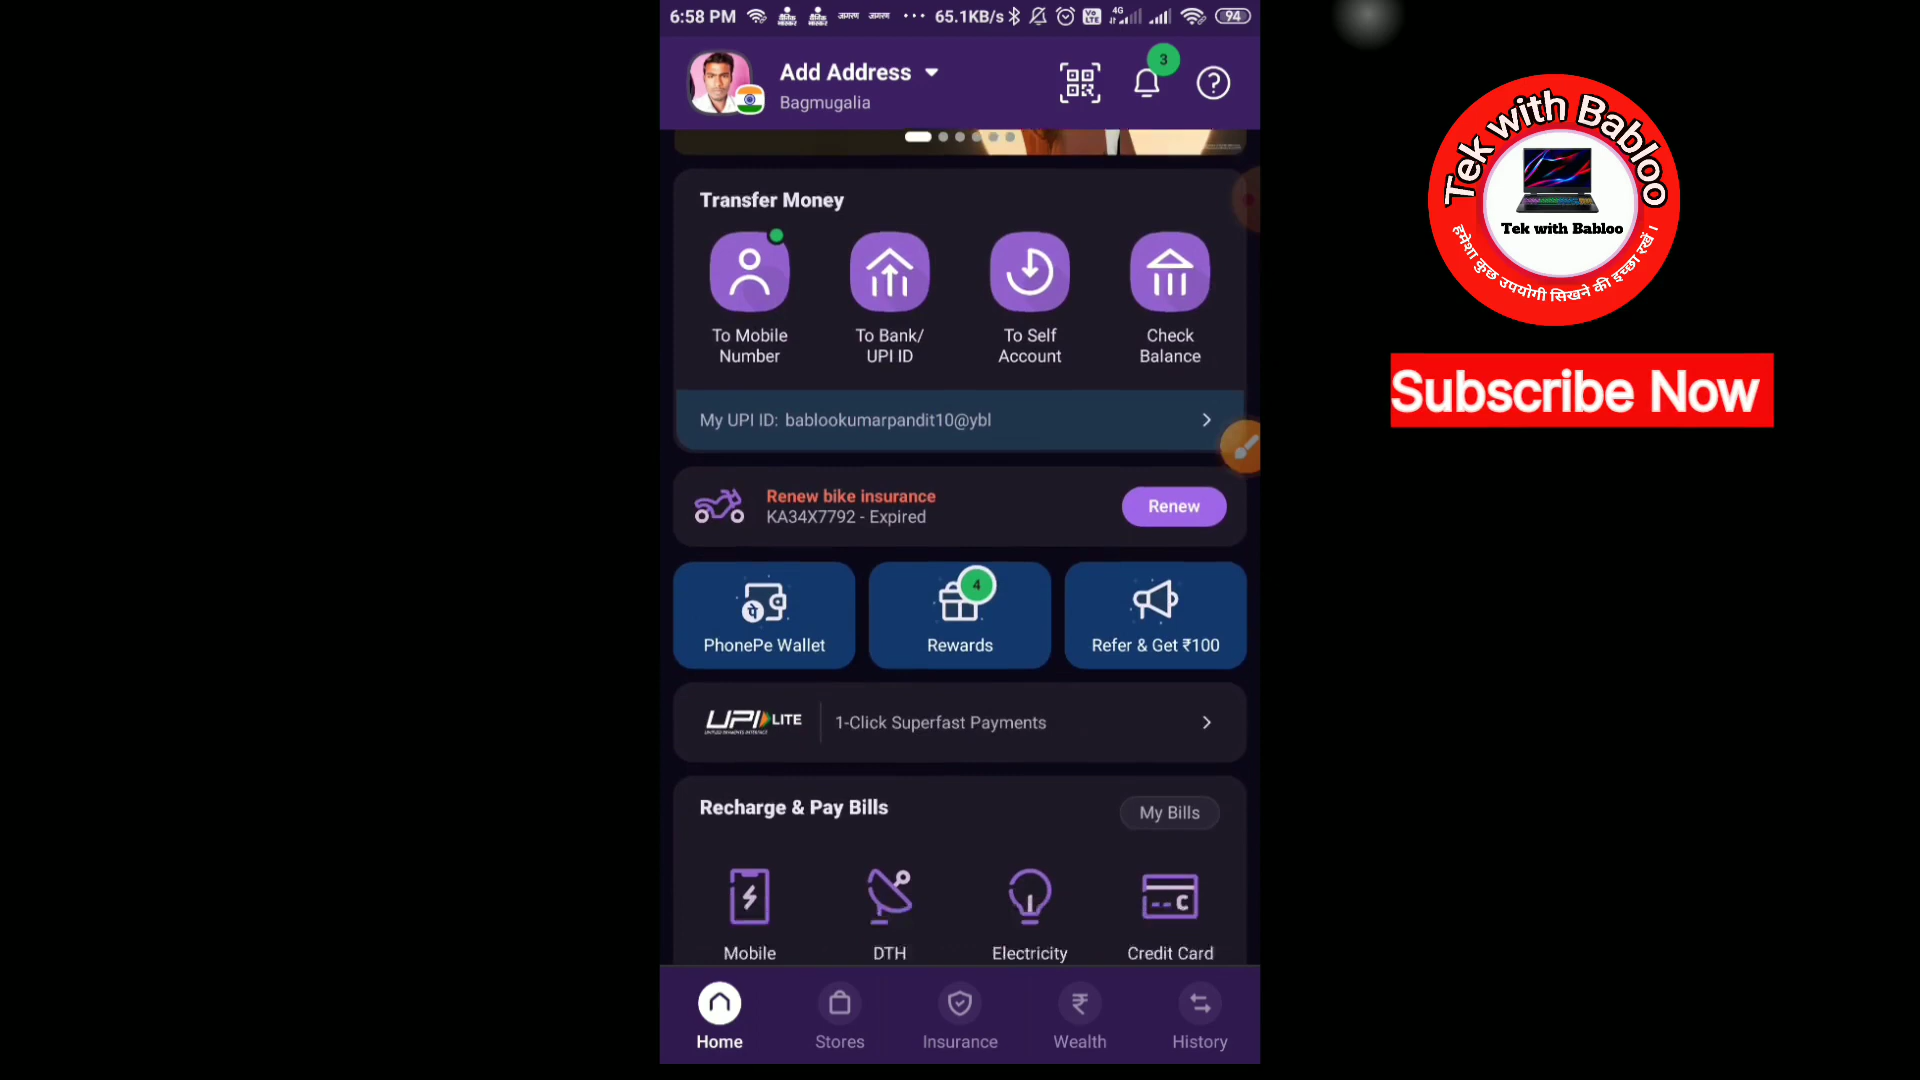 6:58 PM
65.1KB/s
Vo LTE
4G
94
Add Address
Bagmugalia
3
Transfer Money
To Mobile Number
To Bank/ UPI ID
To Self Account
Check Balance
My UPI ID: bablookumarpandit10@ybl
Renew bike insurance
KA34X7792 - Expired
Renew
PhonePe Wallet
4
Rewards
Refer & Get ₹100
UPI LITE
1-Click Superfast Payments
Recharge & Pay Bills
My Bills
Mobile
DTH
Electricity
Credit Card
Home
Stores
Insurance
Wealth
History
Tek with Babloo
Tek with Babloo
हमेशा कुछ उपयोगी सिखने की इच्छा रखें ।
Subscribe Now